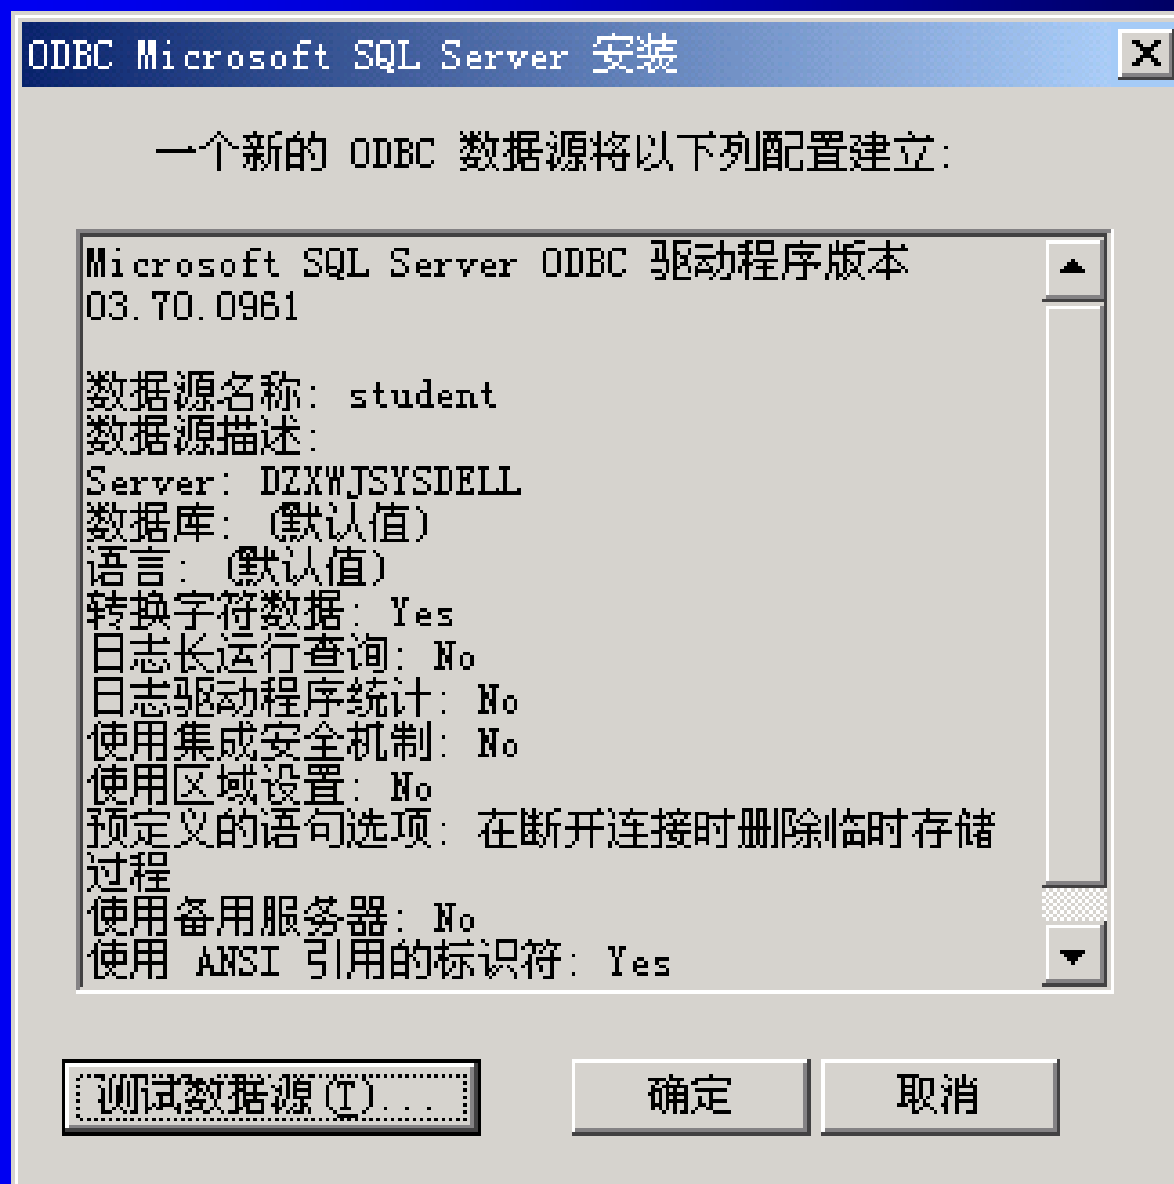 ODBC Microsoft SQL Server 安装
一个新的 ODBC 数据源将以下列配置建立:
Microsoft SQL Server ODBC 驱动程序版本
03.70.0961
数据源名称: student
数据源描述:
Server: DZXWJSYSDELL
数据库: (默认值)
语言: (默认值)
转换字符数据: Yes
日志长运行查询: No
日志驱动程序统计: No
使用集成安全机制: No
使用区域设置: No
预定义的语句选项: 在断开连接时删除临时存储
过程
使用备用服务器: No
使用 ANSI 引用的标识符: Yes
测试数据源(T)... 确定 取消